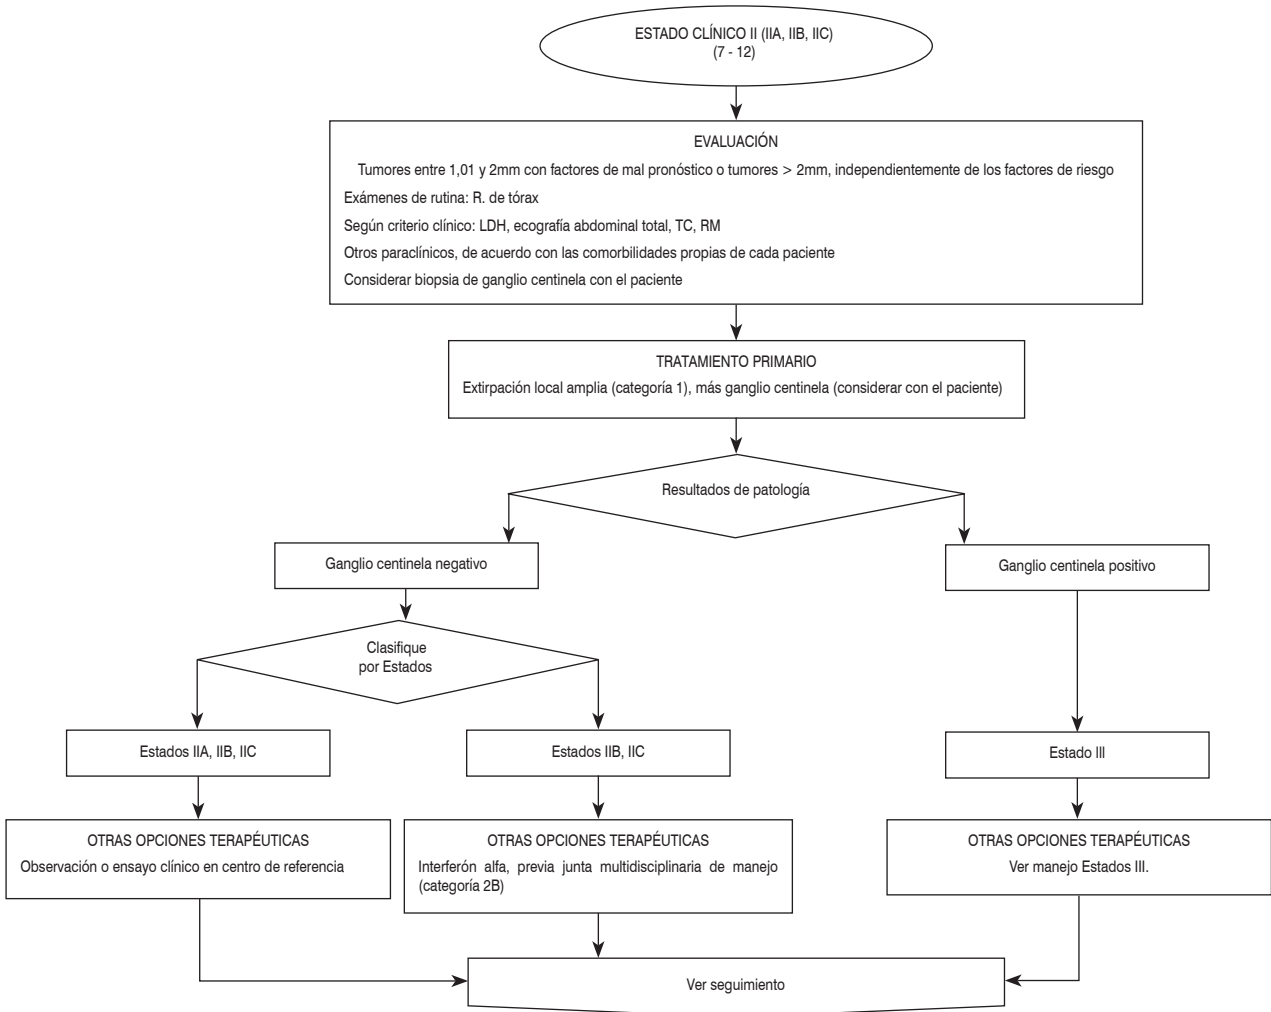 ESTADO CLÍNICO II (IIA, IIB, IIC)
(7 - 12)
EVALUACIÓN
Tumores entre 1,01 y 2mm con factores de mal pronóstico o tumores > 2mm, independientemente de los factores de riesgo
Exámenes de rutina: R. de tórax
Según criterio clínico: LDH, ecografía abdominal total, TC, RM
Otros paraclínicos, de acuerdo con las comorbilidades propias de cada paciente
Considerar biopsia de ganglio centinela con el paciente
TRATAMIENTO PRIMARIO
Extirpación local amplia (categoría 1), más ganglio centinela (considerar con el paciente)
Resultados de patología
Ganglio centinela negativo
Ganglio centinela positivo
Clasifique
por Estados
Estados IIA, IIB, IIC
Estados IIB, IIC
Estado III
OTRAS OPCIONES TERAPÉUTICAS
Observación o ensayo clínico en centro de referencia
OTRAS OPCIONES TERAPÉUTICAS
Interferón alfa, previa junta multidisciplinaria de manejo
(categoría 2B)
OTRAS OPCIONES TERAPÉUTICAS
Ver manejo Estados III.
Ver seguimiento